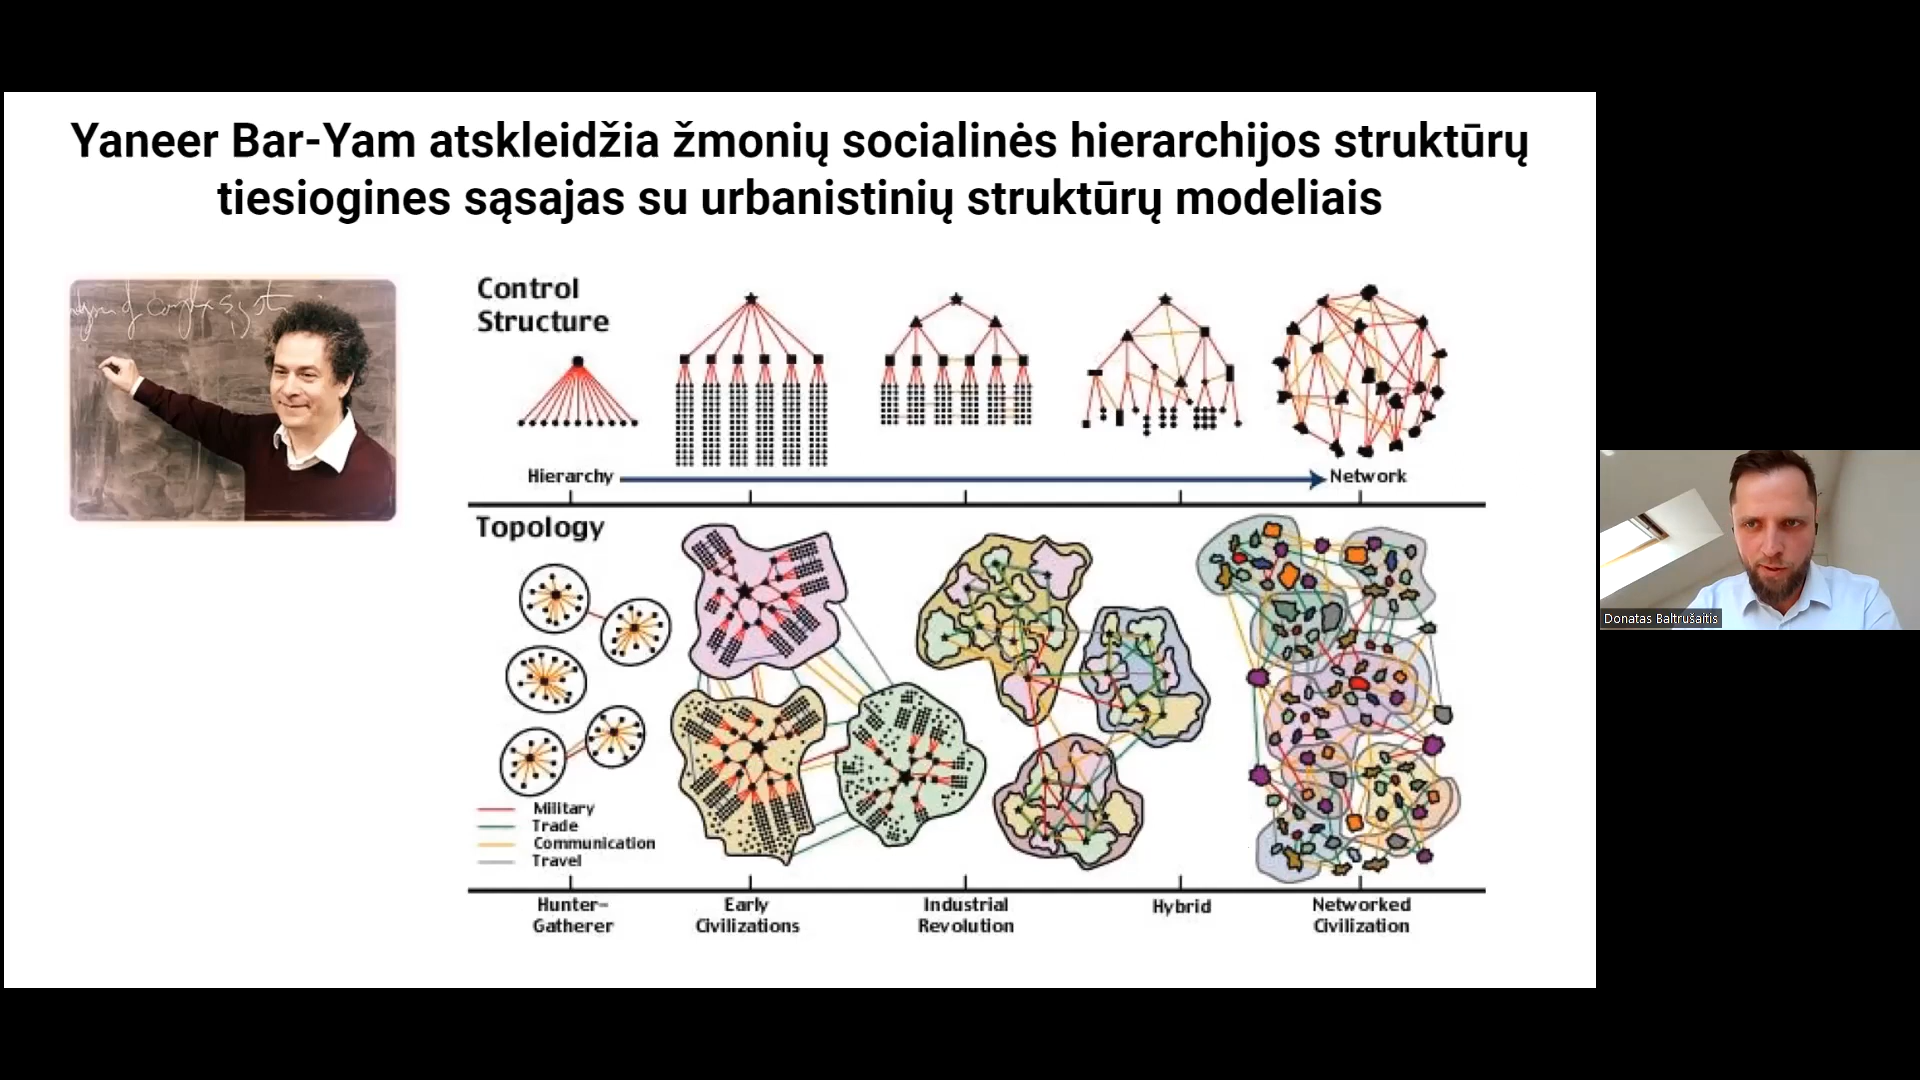 Yaneer Bar-Yam atskleidžia žmonių socialinės hierarchijos struktūrų
tiesiogines sąsajas su urbanistinių struktūrų modeliais
Control
Structure
Hierarchy
Network
Topology
Military
Trade
Communication
Travel
Hunter-
Gatherer
Early
Civilizations
Industrial
Revolution
Hybrid
Networked
Civilization
Donatas Baltrušaitis